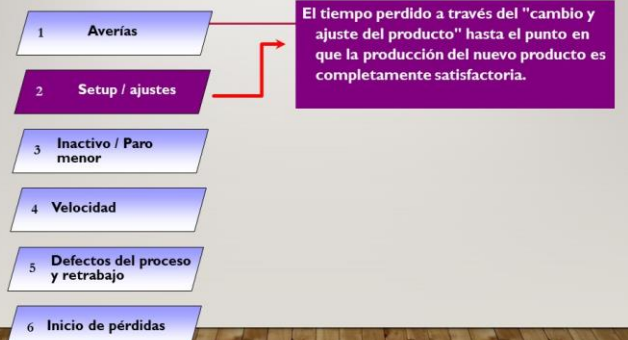 1 Averías
El tiempo perdido a través del "cambio y
ajuste del producto" hasta el punto en
que la producción del nuevo producto es
completamente satisfactoria.
2 Setup / ajustes
3 Inactivo / Paro
menor
4 Velocidad
5 Defectos del proceso
y retrabajo
6 Inicio de pérdidas